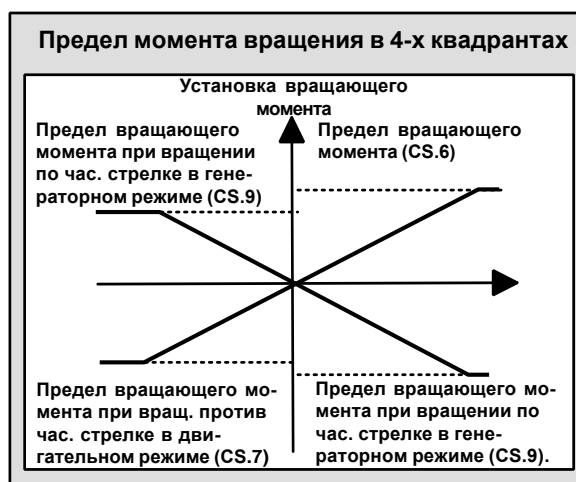 Предел момента вращения в 4-х квадрантах
Установка вращающего
момента
Предел вращающего
момента при вращении
по час. стрелке в гене-
раторном режиме (CS.9)
Предел вращающего
момента (CS.6)
Предел вращающего мо-
мента при вращ. против
час. стрелке в дви-
гательном режиме (CS.7)
Предел вращающего мо-
мента при вращении по
час. стрелке в гене-
раторном режиме (CS.9).